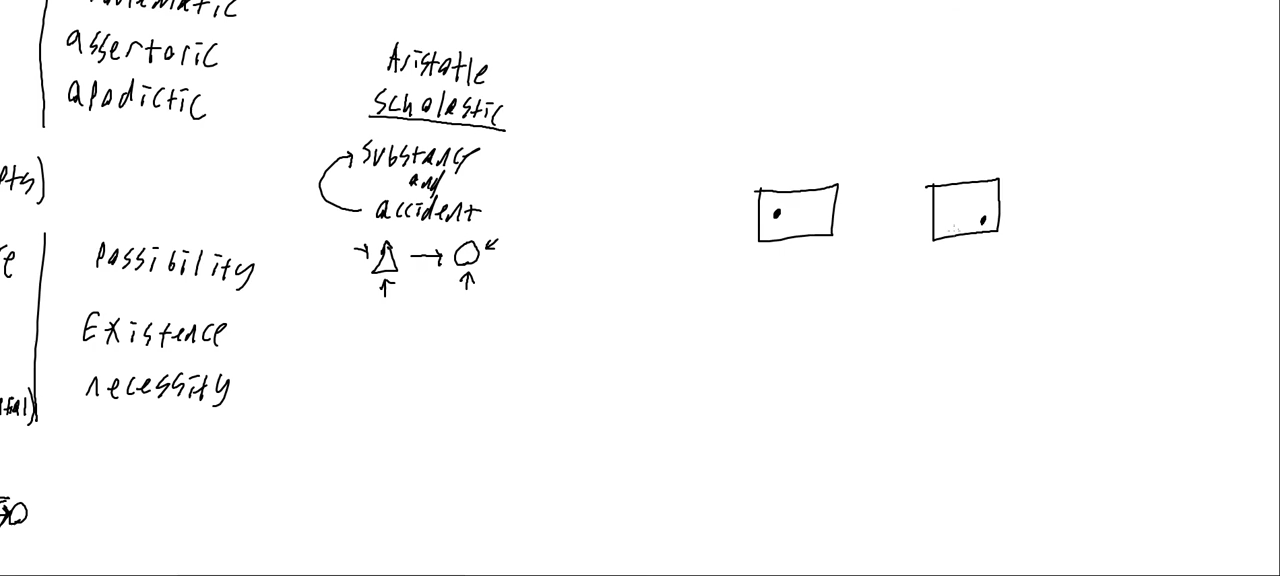 assertoric
apodictic
Aristotle
Scholastic
substance
and
accident
possibility
Existence
necessity